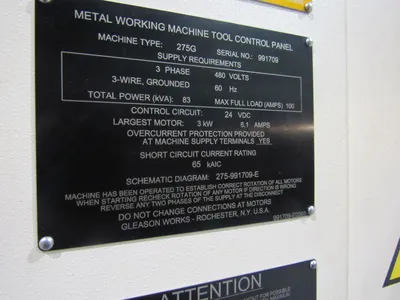 METAL WORKING MACHINE TOOL CONTROL PANEL
MACHINE TYPE: 275G SERIAL NO.: 991709
SUPPLY REQUIREMENTS
3 PHASE 480 VOLTS
3-WIRE, GROUNDED 60 Hz
TOTAL POWER (kVA): 83 MAX FULL LOAD (AMPS) 100
CONTROL CIRCUIT: 24 VDC
LARGEST MOTOR: 3 kW 6.1 AMPS
OVERCURRENT PROTECTION PROVIDED
AT MACHINE SUPPLY TERMINALS YES
SHORT CIRCUIT CURRENT RATING
65 kAIC
SCHEMATIC DIAGRAM: 275-991709-E
MACHINE HAS BEEN OPERATED TO ESTABLISH CORRECT ROTATION OF ALL MOTORS
WHEN STARTING RECHECK ROTATION OF ANY MOTOR IF DIRECTION IS WRONG
REVERSE ANY TWO PHASES OF THE SUPPLY AT THE DISCONNECT
DO NOT CHANGE CONNECTIONS AT MOTORS
GLEASON WORKS - ROCHESTER, N.Y. U.S.A.
ATTENTION